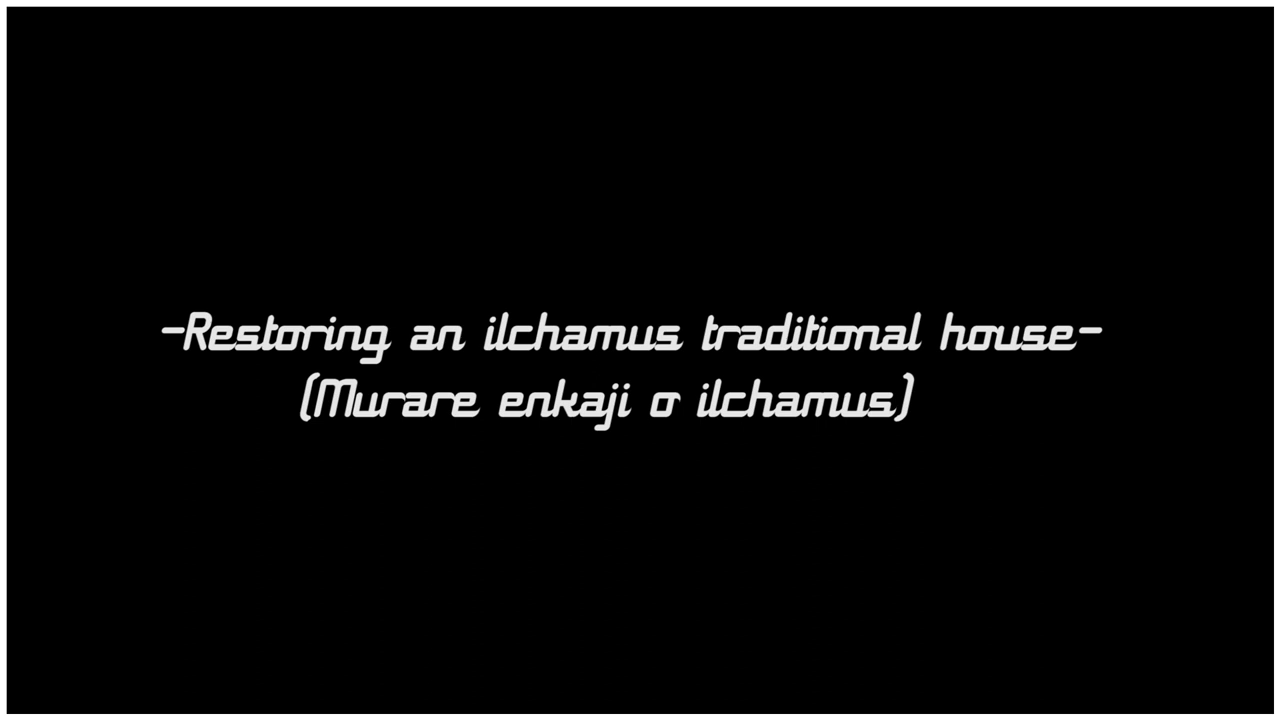 -Restoring an ilchamus traditional house-
(Murare enkaji o ilchamus)